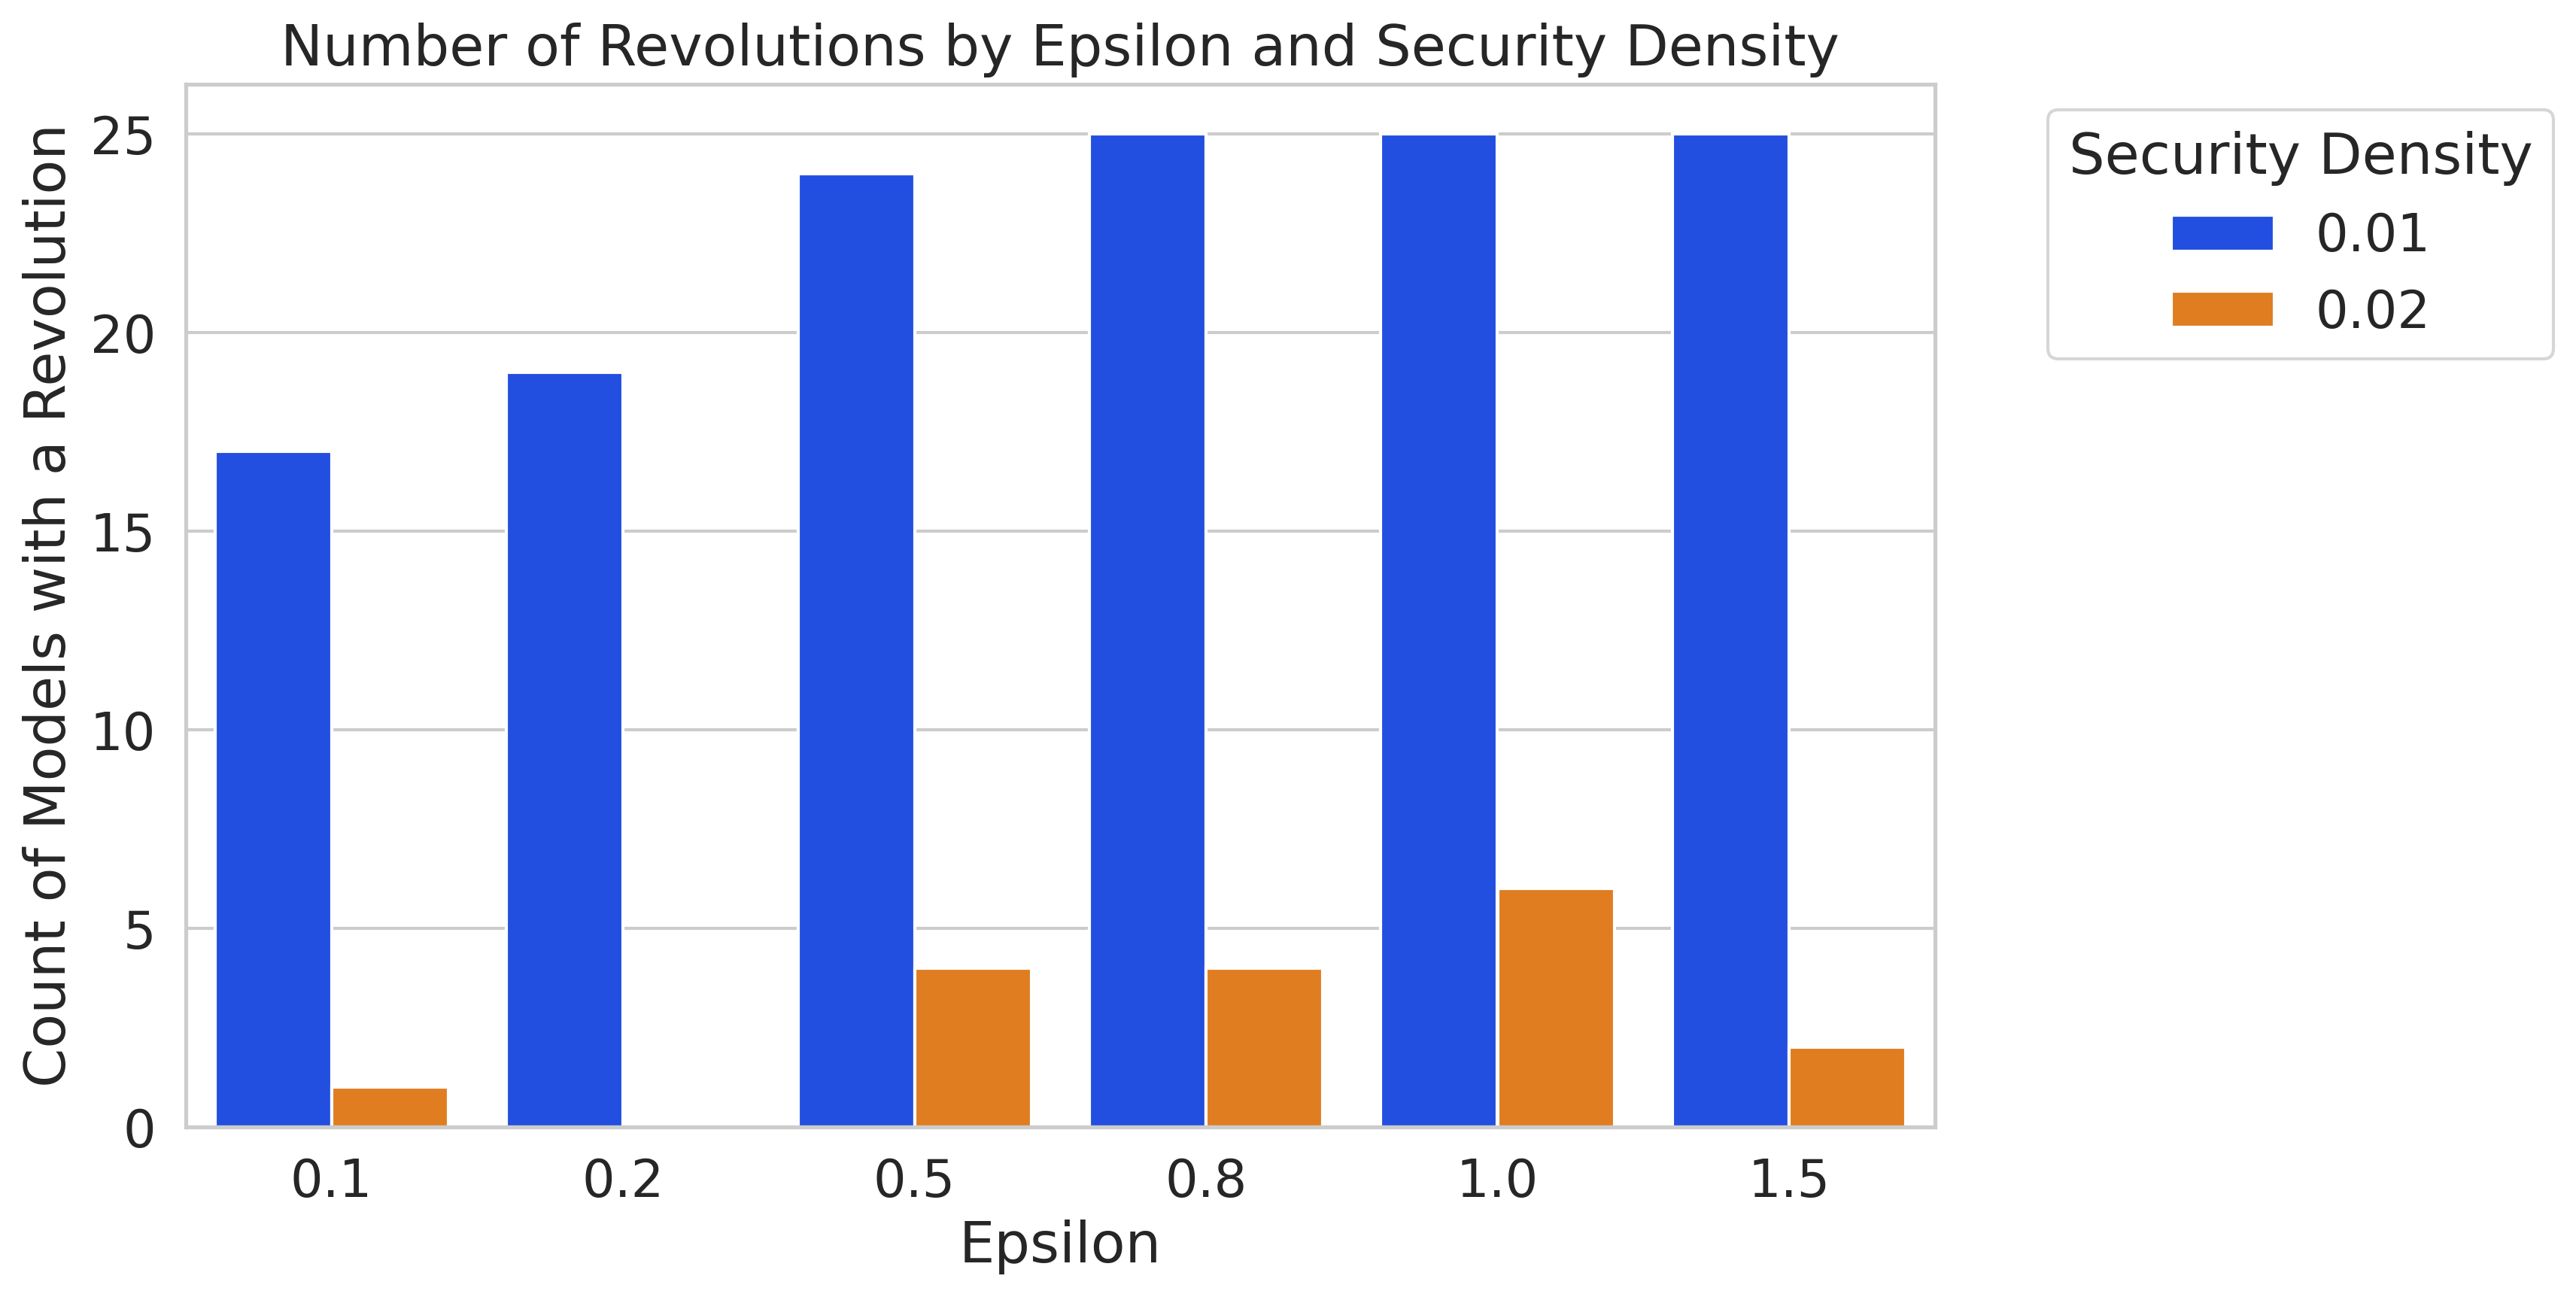 Number of Revolutions by Epsilon and Security Density
Count of Models with a Revolution
25
20
15
10
5
0
0.1 0.2 0.5 0.8 1.0 1.5
Epsilon
Security Density
0.01
0.02